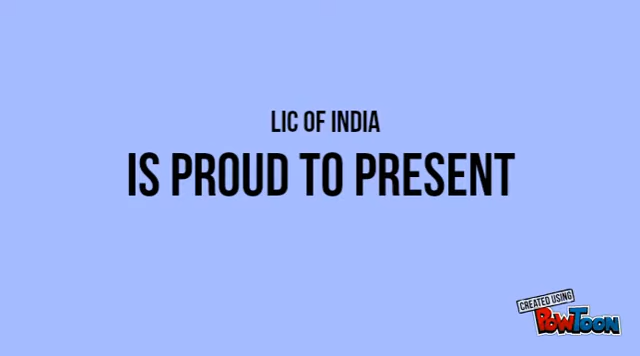 LIC OF INDIA
IS PROUD TO PRESENT
CREATED USING
POWTOON